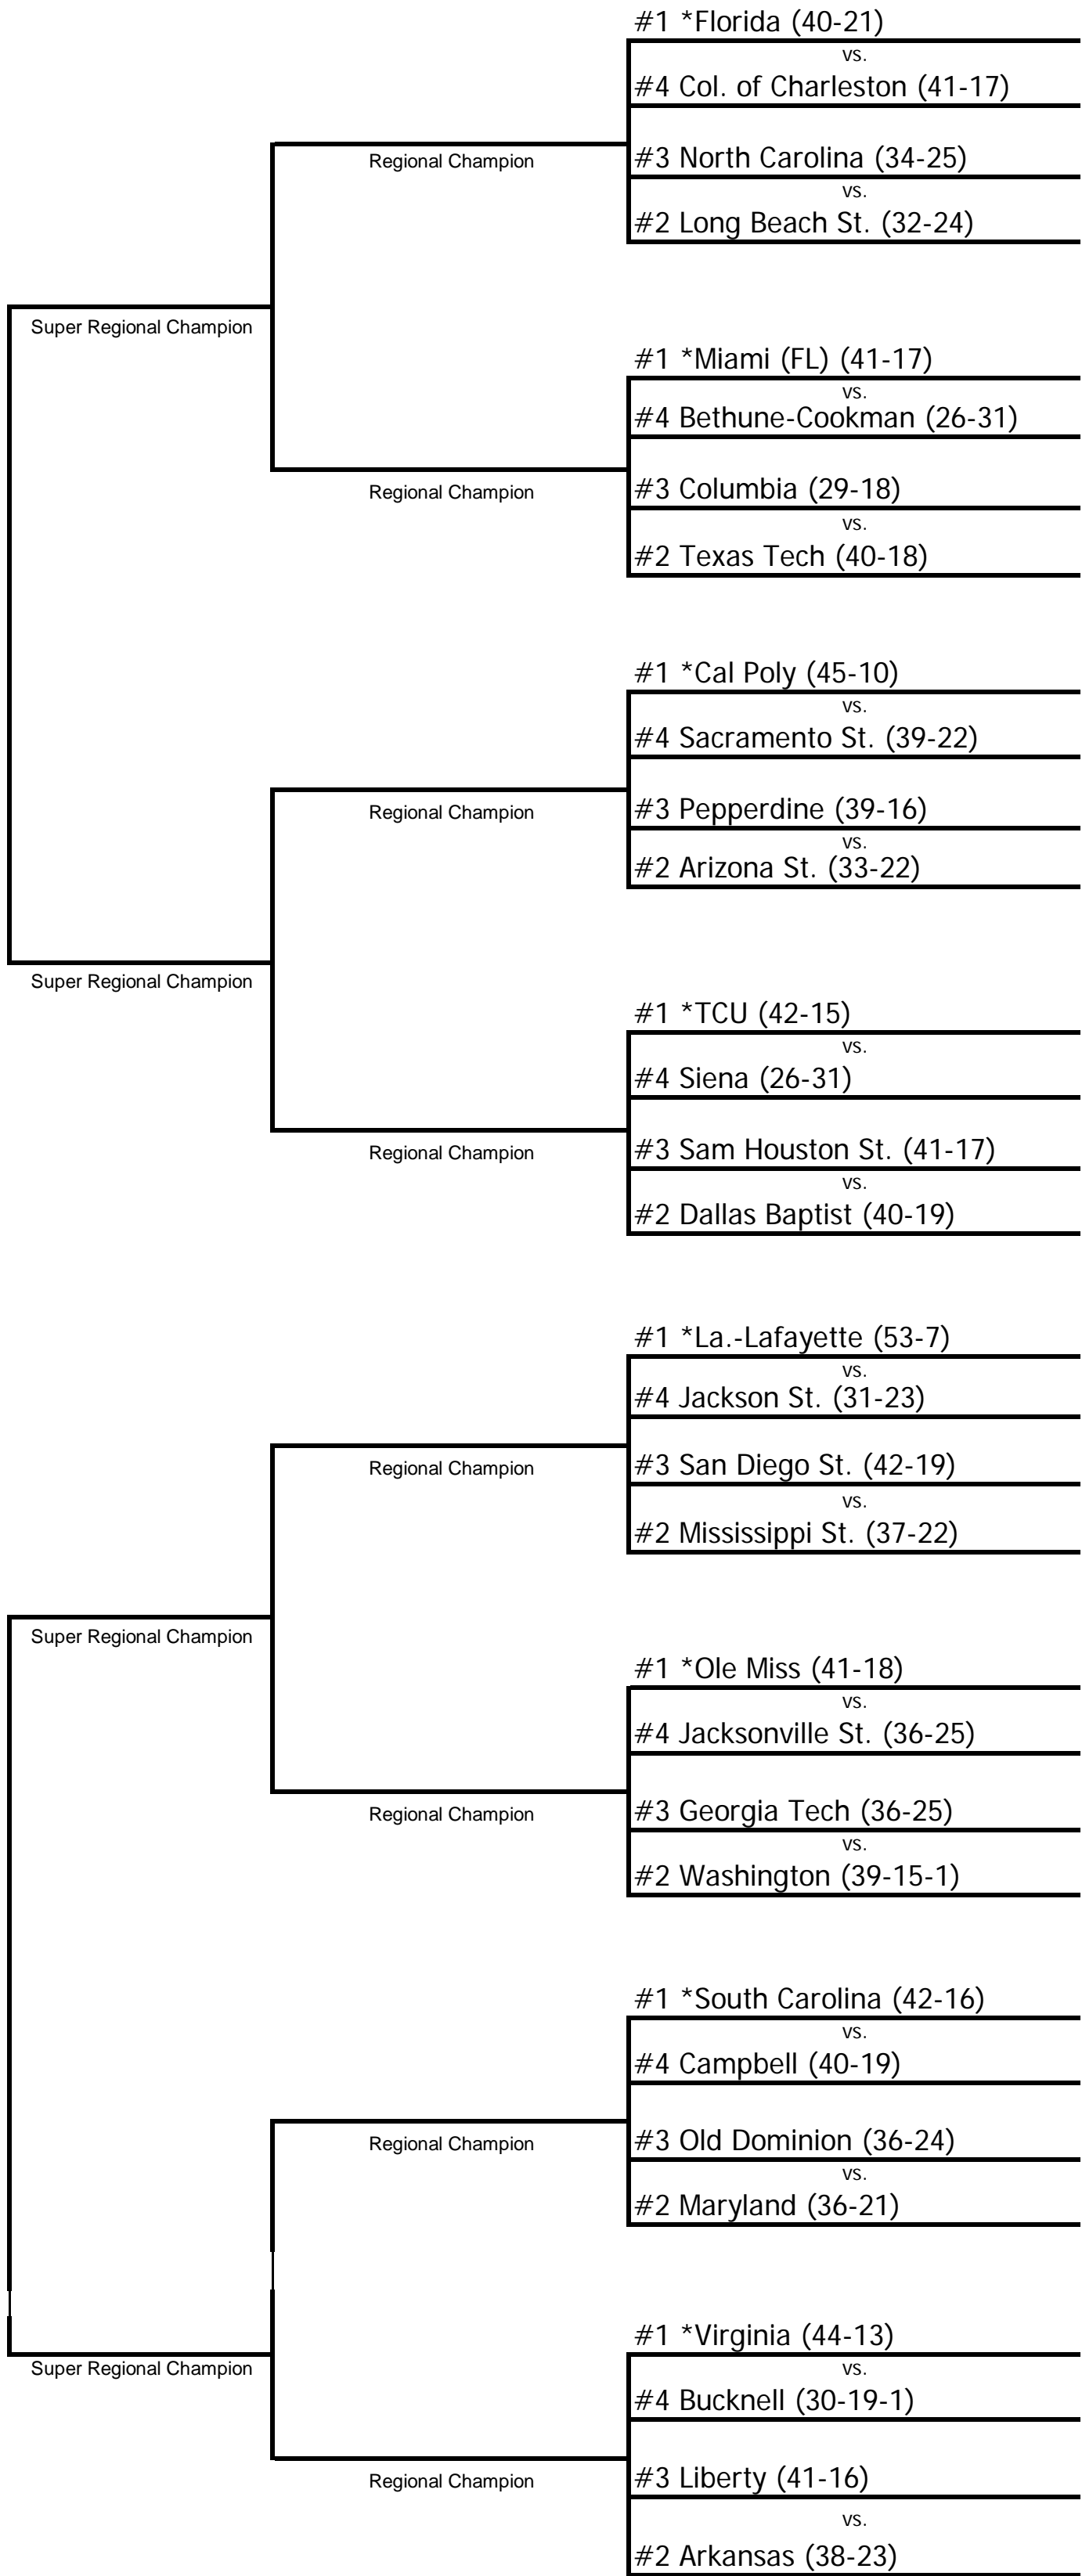 #1 *Florida (40-21)
vs.
#4 Col. of Charleston (41-17)
Regional Champion
#3 North Carolina (34-25)
vs.
#2 Long Beach St. (32-24)
Super Regional Champion
#1 *Miami (FL) (41-17)
vs.
#4 Bethune-Cookman (26-31)
Regional Champion
#3 Columbia (29-18)
vs.
#2 Texas Tech (40-18)
#1 *Cal Poly (45-10)
vs.
#4 Sacramento St. (39-22)
Regional Champion
#3 Pepperdine (39-16)
vs.
#2 Arizona St. (33-22)
Super Regional Champion
#1 *TCU (42-15)
vs.
#4 Siena (26-31)
Regional Champion
#3 Sam Houston St. (41-17)
vs.
#2 Dallas Baptist (40-19)
#1 *La.-Lafayette (53-7)
vs.
#4 Jackson St. (31-23)
Regional Champion
#3 San Diego St. (42-19)
vs.
#2 Mississippi St. (37-22)
Super Regional Champion
#1 *Ole Miss (41-18)
vs.
#4 Jacksonville St. (36-25)
Regional Champion
#3 Georgia Tech (36-25)
vs.
#2 Washington (39-15-1)
#1 *South Carolina (42-16)
vs.
#4 Campbell (40-19)
Regional Champion
#3 Old Dominion (36-24)
vs.
#2 Maryland (36-21)
Super Regional Champion
#1 *Virginia (44-13)
vs.
#4 Bucknell (30-19-1)
Regional Champion
#3 Liberty (41-16)
vs.
#2 Arkansas (38-23)